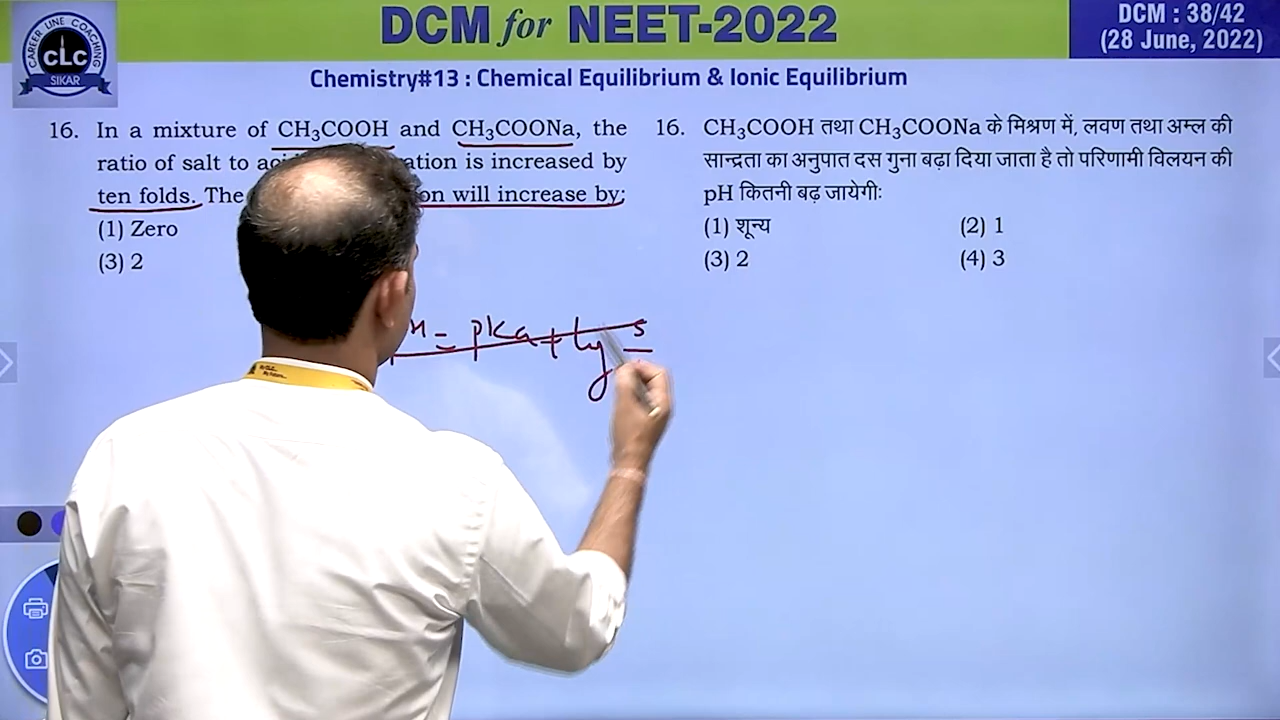 DCM for NEET-2022
DCM : 38/42
(28 June, 2022)
CAREER LINE COACHING
CLC
SIKAR
Chemistry#13 : Chemical Equilibrium & Ionic Equilibrium
16. In a mixture of CH₃COOH and CH₃COONa, the
ratio of salt to ation is increased by
ten folds. The on will increase by;
(1) Zero
(3) 2
16. CH₃COOH तथा CH₃COONa के मिश्रण में, लवण तथा अम्ल की
सान्द्रता का अनुपात दस गुना बढ़ा दिया जाता है तो परिणामी विलयन की
pH कितनी बढ़ जायेगीः
(1) शून्य (2) 1
(3) 2 (4) 3
H = pKa + log s